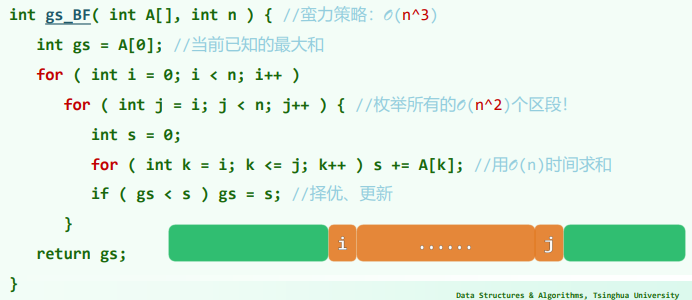 int gs_BF( int A[], int n ) { //蛮力策略：O(n^3)
int gs = A[0]; //当前已知的最大和
for ( int i = 0; i < n; i++ )
for ( int j = i; j < n; j++ ) { //枚举所有的O(n^2)个区段！
int s = 0;
for ( int k = i; k <= j; k++ ) s += A[k]; //用O(n)时间求和
if ( gs < s ) gs = s; //择优、更新
}
return gs;
i ...... j
}
Data Structures & Algorithms, Tsinghua University